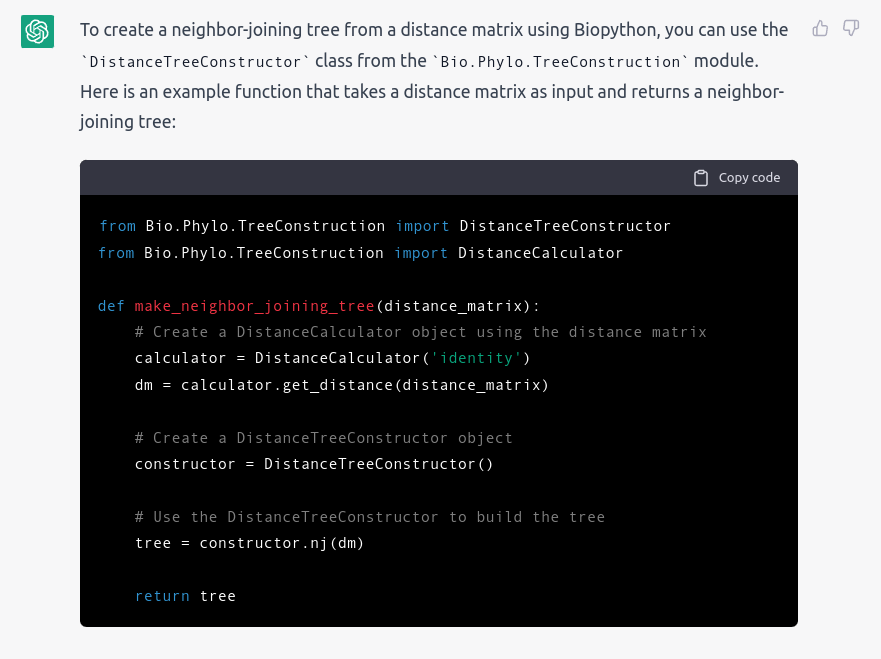 To create a neighbor-joining tree from a distance matrix using Biopython, you can use the
`DistanceTreeConstructor` class from the `Bio.Phylo.TreeConstruction` module.
Here is an example function that takes a distance matrix as input and returns a neighbor-
joining tree:
Copy code
from Bio.Phylo.TreeConstruction import DistanceTreeConstructor
from Bio.Phylo.TreeConstruction import DistanceCalculator
def make_neighbor_joining_tree(distance_matrix):
    # Create a DistanceCalculator object using the distance matrix
    calculator = DistanceCalculator('identity')
    dm = calculator.get_distance(distance_matrix)
    # Create a DistanceTreeConstructor object
    constructor = DistanceTreeConstructor()
    # Use the DistanceTreeConstructor to build the tree
    tree = constructor.nj(dm)
    return tree